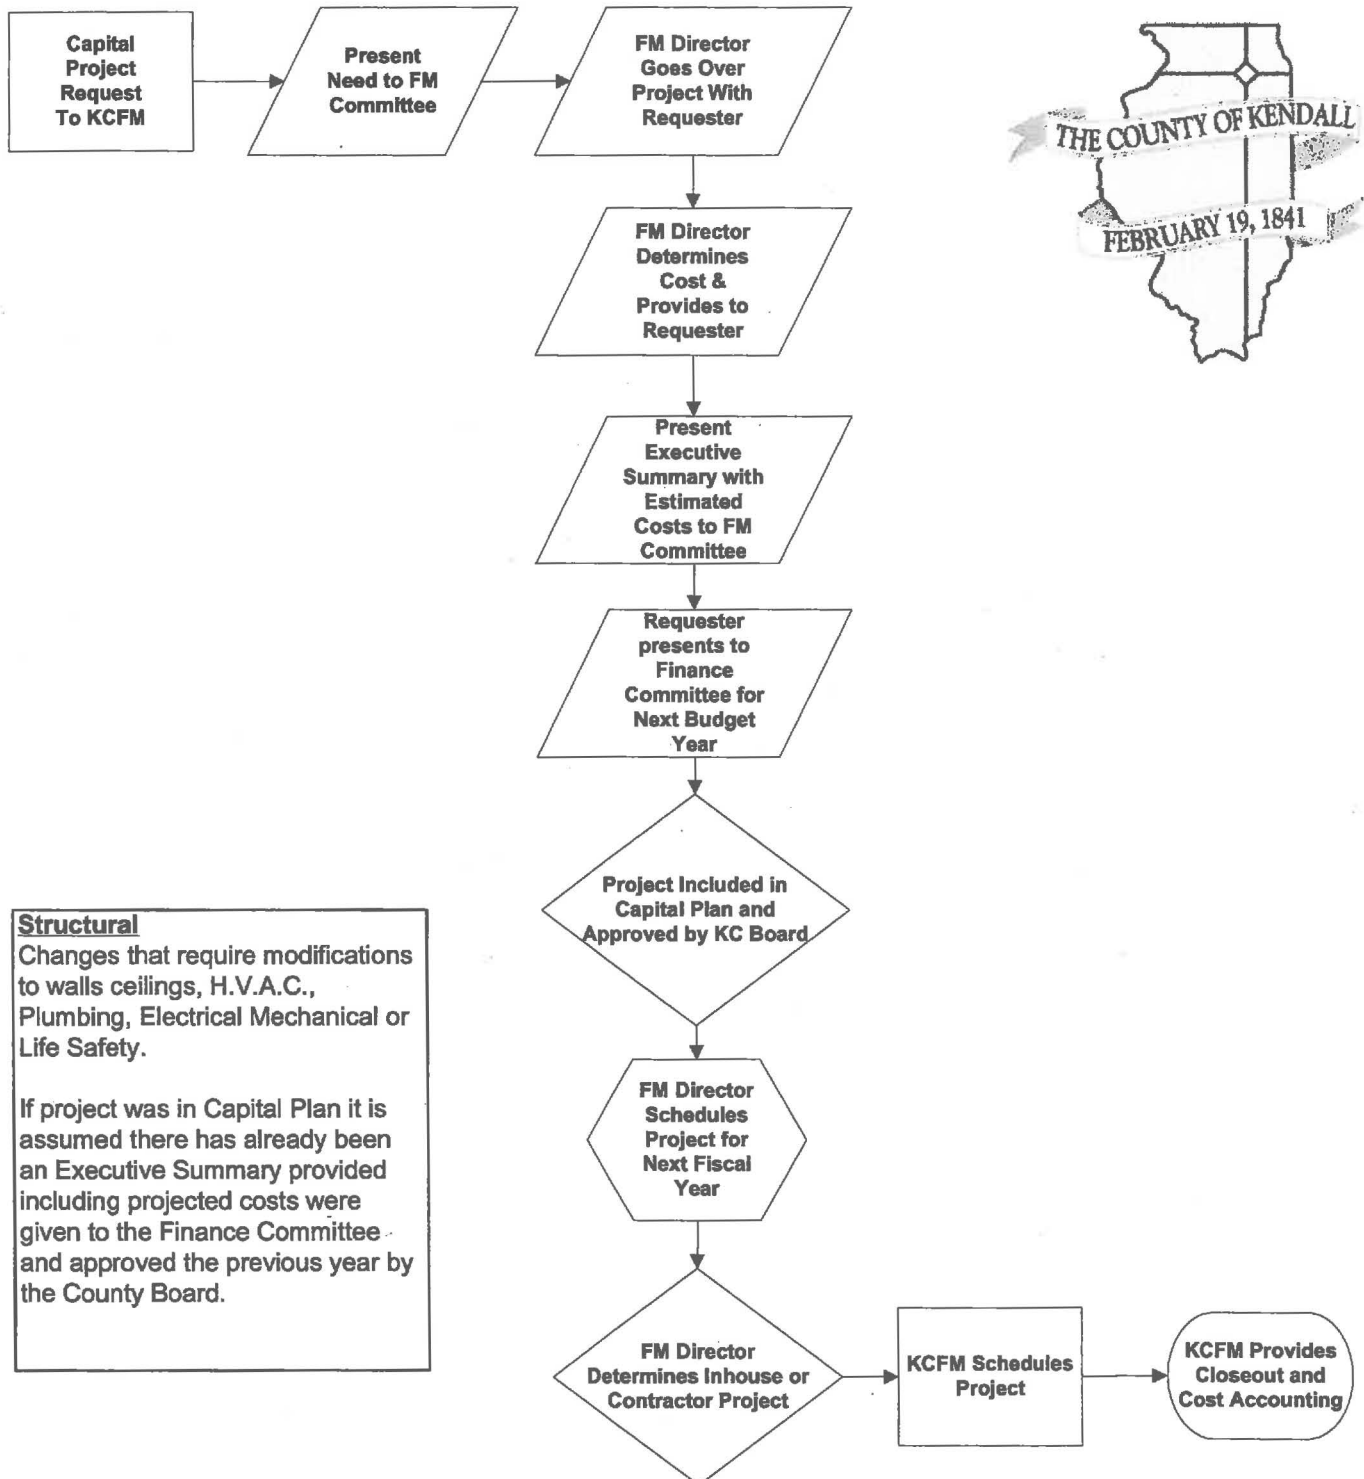 Capital
Project
Request
To KCFM
Present
Need to FM
Committee
FM Director
Goes Over
Project With
Requester
THE COUNTY OF KENDALL
FEBRUARY 19, 1841
FM Director
Determines
Cost &
Provides to
Requester
Present
Executive
Summary with
Estimated
Costs to FM
Committee
Requester
presents to
Finance
Committee for
Next Budget
Year
Project Included in
Capital Plan and
Approved by KC Board
Structural
Changes that require modifications
to walls ceilings, H.V.A.C.,
Plumbing, Electrical Mechanical or
Life Safety.
If project was in Capital Plan it is
assumed there has already been
an Executive Summary provided
including projected costs were
given to the Finance Committee
and approved the previous year by
the County Board.
FM Director
Schedules
Project for
Next Fiscal
Year
FM Director
Determines Inhouse or
Contractor Project
KCFM Schedules
Project
KCFM Provides
Closeout and
Cost Accounting